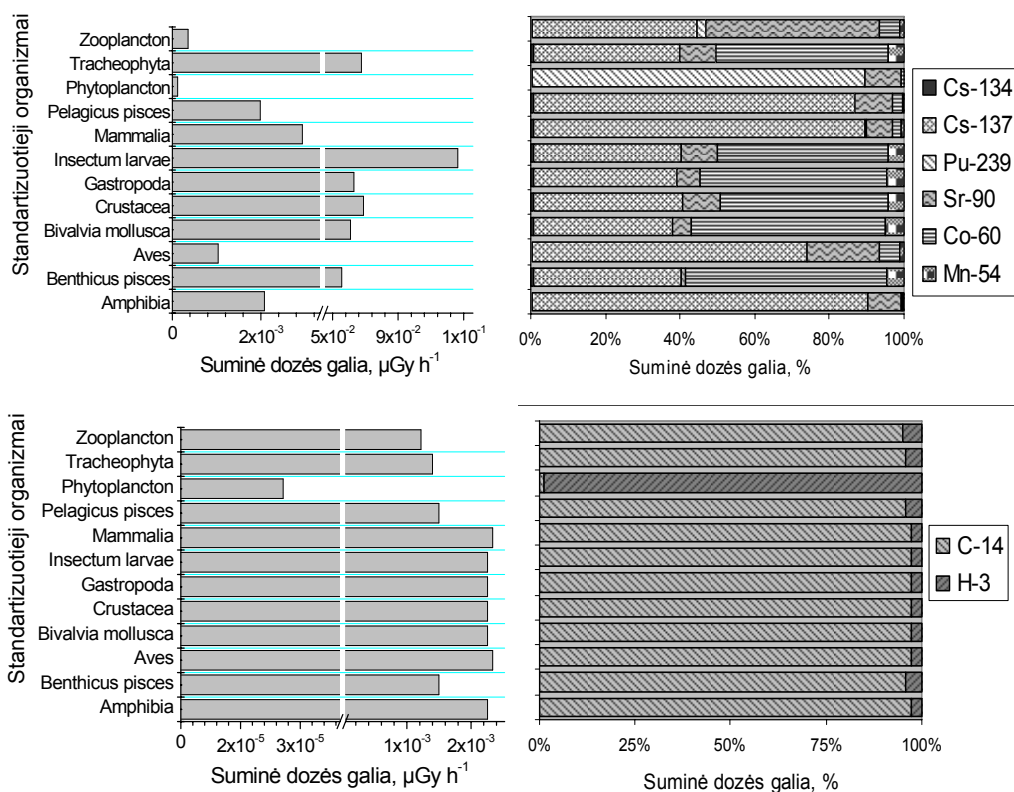 Standartizuotieji organizmai
Zooplancton
Tracheophyta
Phytoplancton
Pelagicus pisces
Mammalia
Insectum larvae
Gastropoda
Crustacea
Bivalvia mollusca
Aves
Benthicus pisces
Amphibia
0 2x10⁻³ 5x10⁻² 9x10⁻² 1x10⁻¹
Suminė dozės galia, µGy h⁻¹
0% 20% 40% 60% 80% 100%
Suminė dozės galia, %
Cs-134
Cs-137
Pu-239
Sr-90
Co-60
Mn-54
Standartizuotieji organizmai
Zooplancton
Tracheophyta
Phytoplancton
Pelagicus pisces
Mammalia
Insectum larvae
Gastropoda
Crustacea
Bivalvia mollusca
Aves
Benthicus pisces
Amphibia
0 2x10⁻⁵ 3x10⁻⁵ 1x10⁻³ 2x10⁻³
Suminė dozės galia, µGy h⁻¹
0% 25% 50% 75% 100%
Suminė dozės galia, %
C-14
H-3